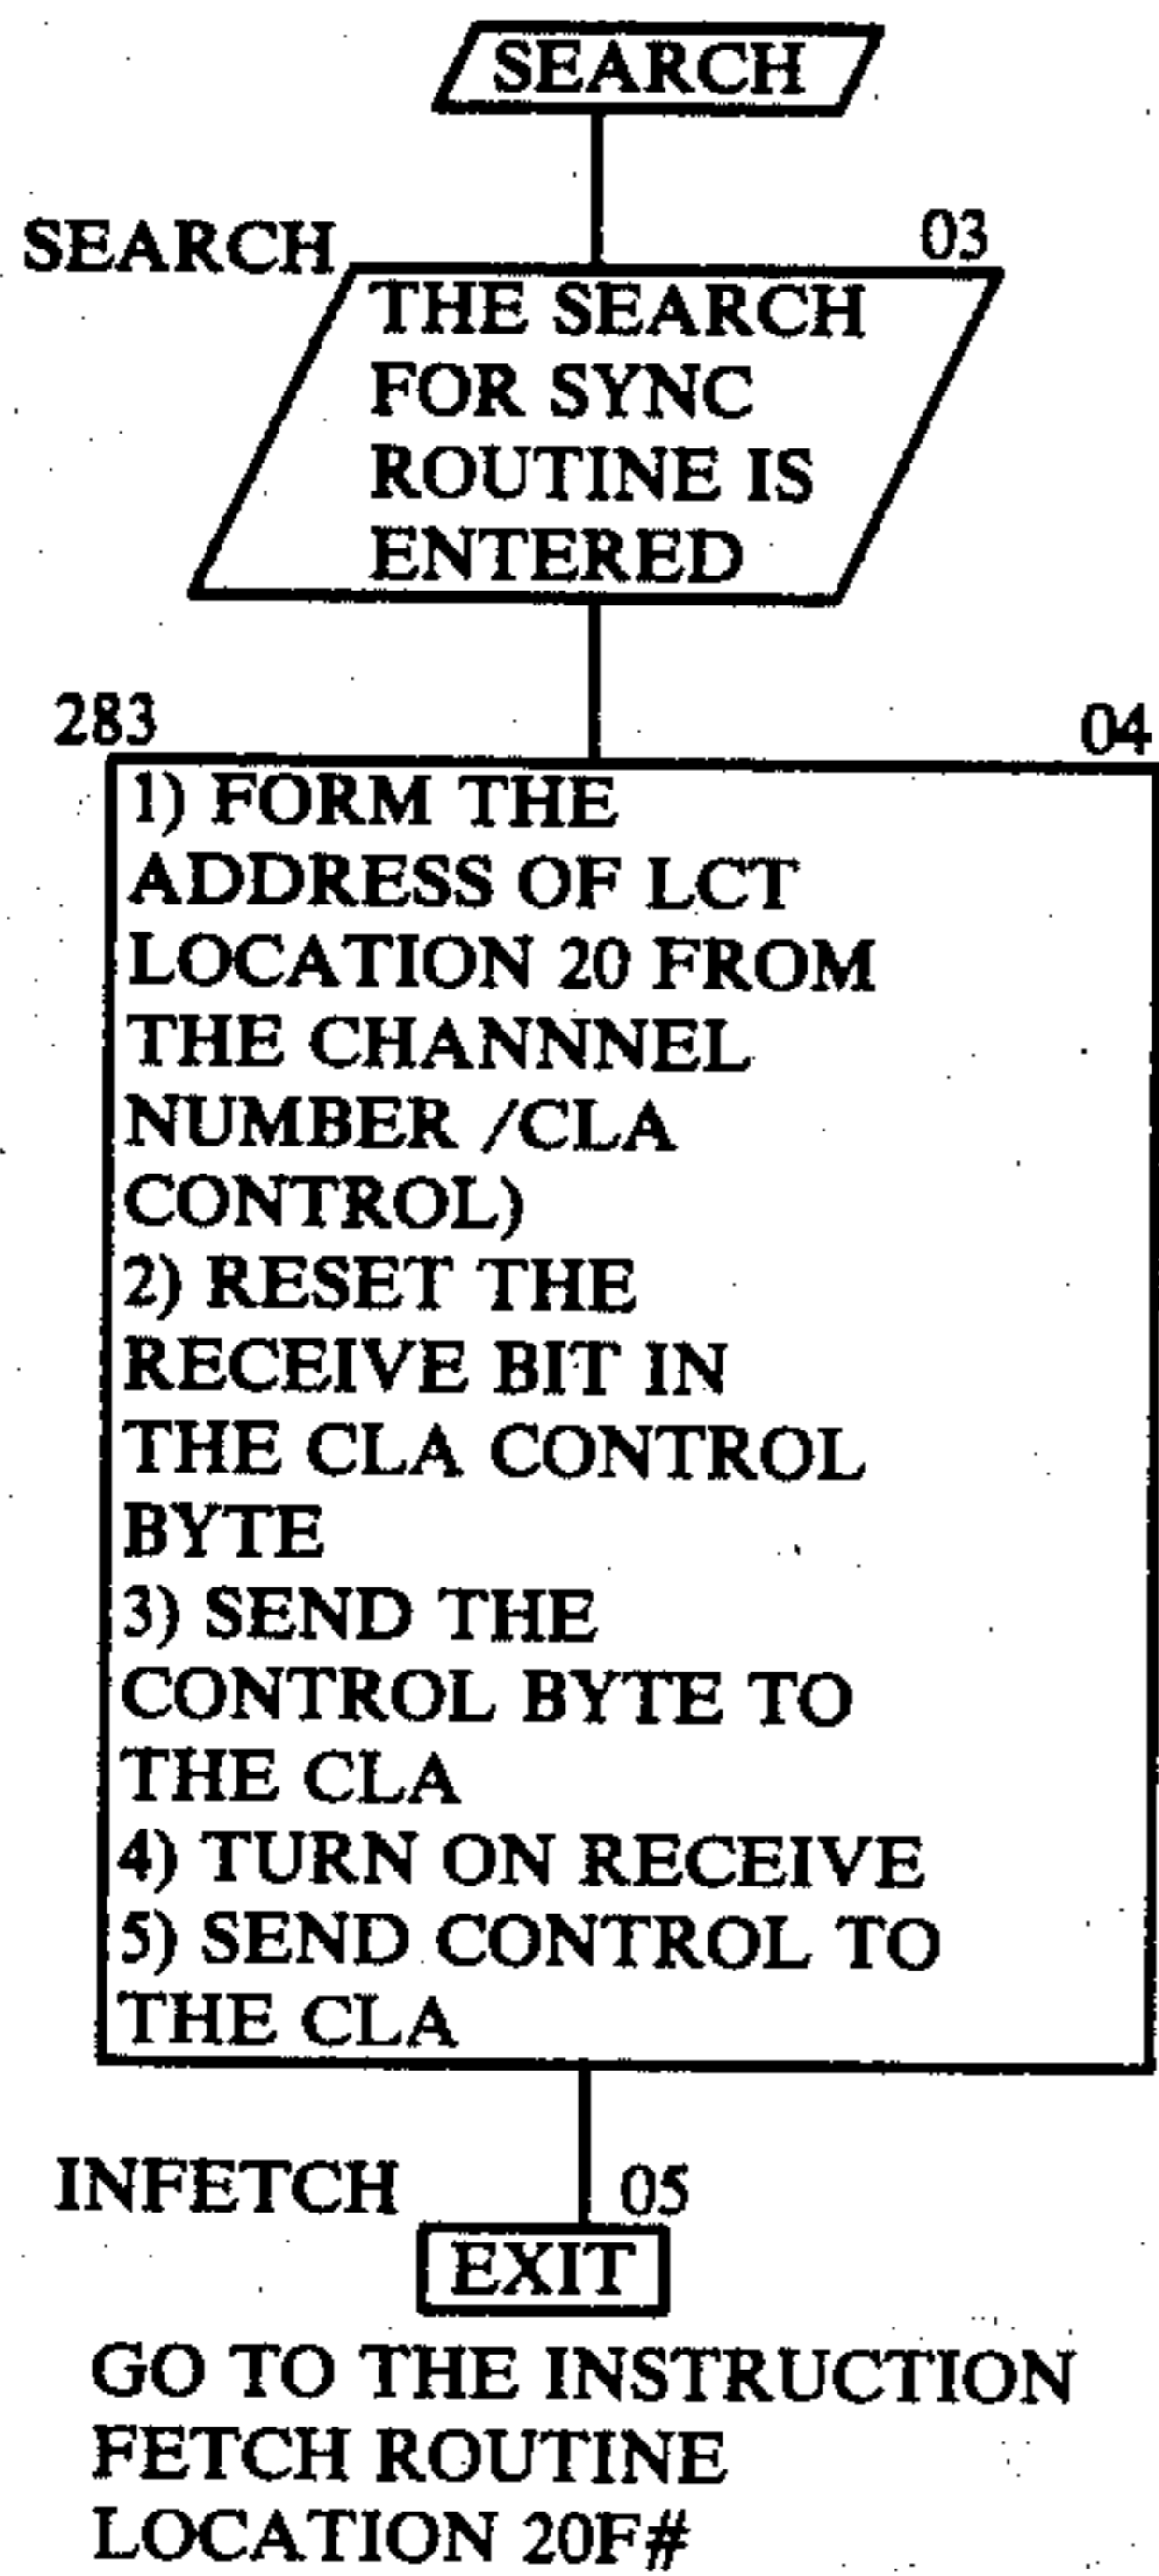 SEARCH
SEARCH 03
THE SEARCH
FOR SYNC
ROUTINE IS
ENTERED
283 04
1) FORM THE
ADDRESS OF LCT
LOCATION 20 FROM
THE CHANNNEL
NUMBER /CLA
CONTROL)
2) RESET THE
RECEIVE BIT IN
THE CLA CONTROL
BYTE
3) SEND THE
CONTROL BYTE TO
THE CLA
4) TURN ON RECEIVE
5) SEND CONTROL TO
THE CLA
INFETCH 05
EXIT
GO TO THE INSTRUCTION
FETCH ROUTINE
LOCATION 20F#